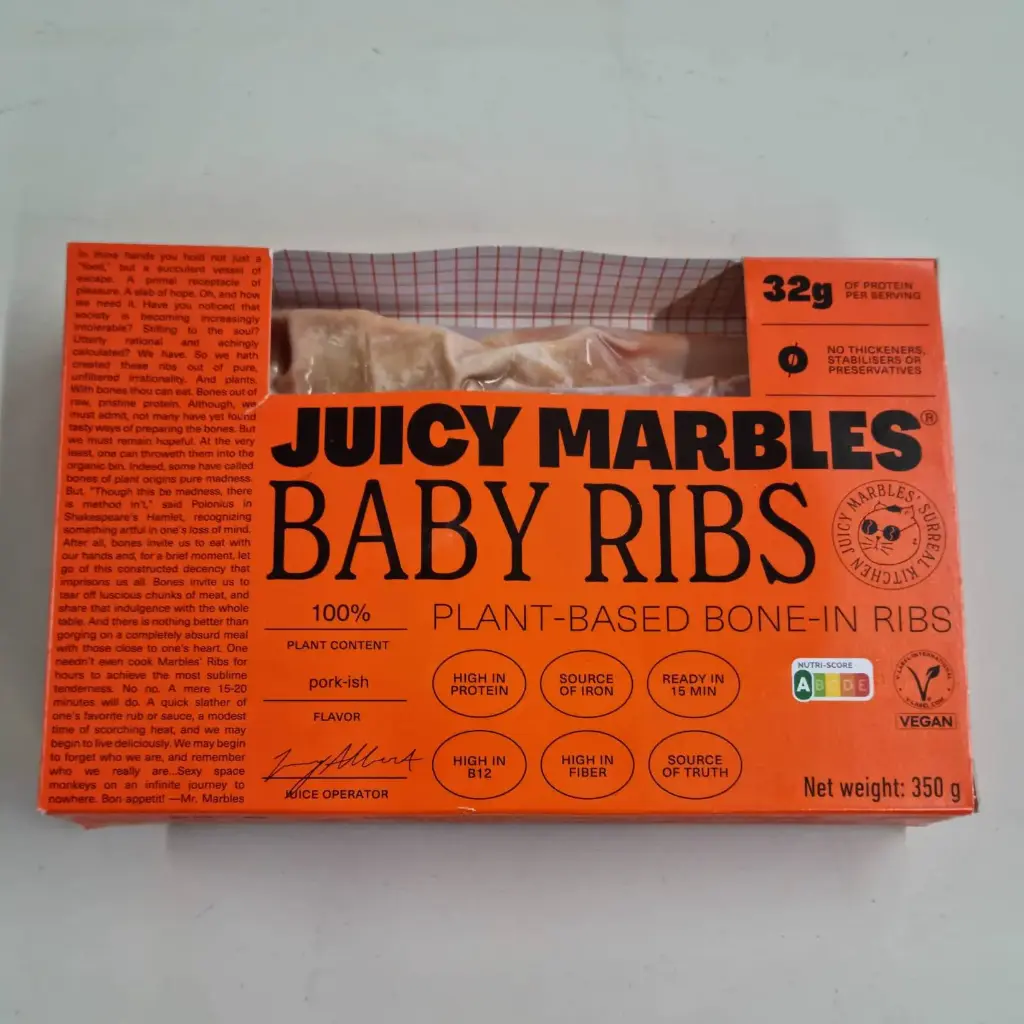 In thine hands you hold not just a
"food," but a succulent vessel of
escape. A primal receptacle of
pleasure. A slab of hope. Oh, and how
we need it. Have you noticed that
society is becoming increasingly
intolerable? Stifling to the soul?
Utterly rational and achingly
calculated? We have. So we hath
created these ribs out of pure,
unfiltered irrationality. And plants.
With bones thou can eat. Bones out of
raw, pristine protein. Although, we
must admit, not many have yet found
tasty ways of preparing the bones. But
we must remain hopeful. At the very
least, one can throweth them into the
organic bin. Indeed, some have called
bones of plant origins pure madness.
But, "Though this be madness, there
is method in't," said Polonius in
Shakespeare's Hamlet, recognizing
something artful in one's loss of mind.
After all, bones invite us to eat with
our hands and, for a brief moment, let
go of this constructed decency that
imprisons us all. Bones invite us to
tear off luscious chunks of meat, and
share that indulgence with the whole
table. And there is nothing better than
gorging on a completely absurd meal
with those close to one's heart. One
needn't even cook Marbles' Ribs for
hours to achieve the most sublime
tenderness. No no. A mere 15-20
minutes will do. A quick slather of
one's favorite rub or sauce, a modest
time of scorching heat, and we may
begin to live deliciously. We may begin
to forget who we are, and remember
who we really are...Sexy space
monkeys on an infinite journey to
nowhere. Bon appetit! —Mr. Marbles
32g
OF PROTEIN
PER SERVING
NO THICKENERS,
STABILISERS OR
PRESERVATIVES
JUICY MARBLES®
BABY RIBS
JUICY MARBLES' SURREAL KITCHEN
PLANT-BASED BONE-IN RIBS
100%
PLANT CONTENT
pork-ish
FLAVOR
JUICE OPERATOR
HIGH IN
PROTEIN
SOURCE
OF IRON
READY IN
15 MIN
HIGH IN
B12
HIGH IN
FIBER
SOURCE
OF TRUTH
NUTRI-SCORE
A B C D E
VEGAN
Net weight: 350 g